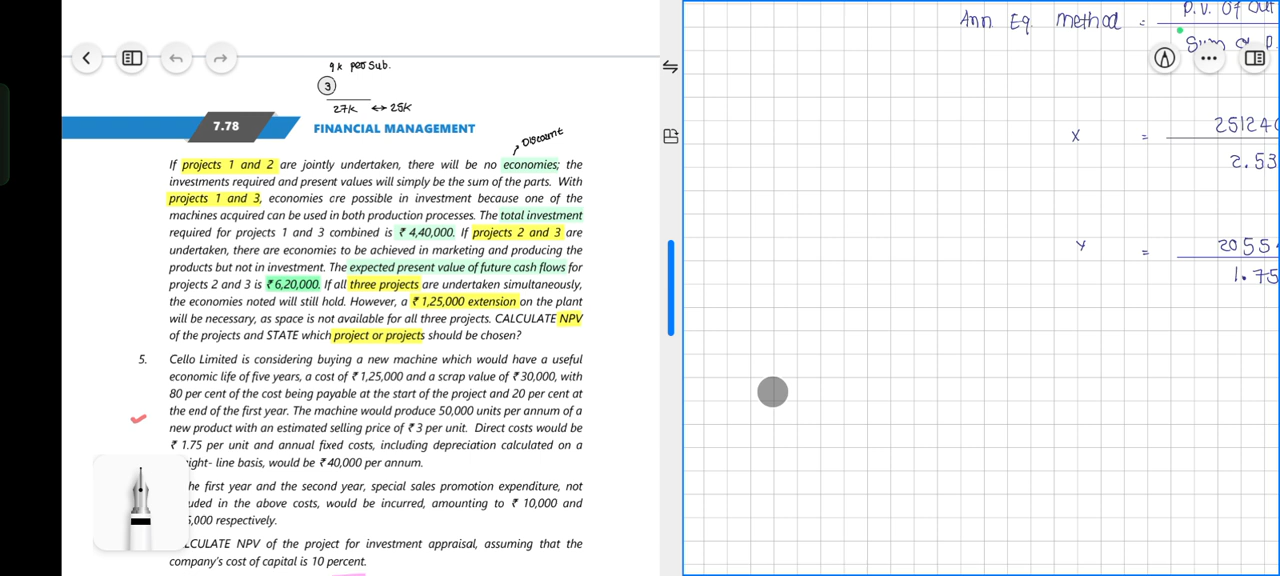 9k per Sub.
3
27k ↔ 25k
7.78 FINANCIAL MANAGEMENT
Discount
If projects 1 and 2 are jointly undertaken, there will be no economies; the
investments required and present values will simply be the sum of the parts. With
projects 1 and 3, economies are possible in investment because one of the
machines acquired can be used in both production processes. The total investment
required for projects 1 and 3 combined is ₹ 4,40,000. If projects 2 and 3 are
undertaken, there are economies to be achieved in marketing and producing the
products but not in investment. The expected present value of future cash flows for
projects 2 and 3 is ₹ 6,20,000. If all three projects are undertaken simultaneously,
the economies noted will still hold. However, a ₹ 1,25,000 extension on the plant
will be necessary, as space is not available for all three projects. CALCULATE NPV
of the projects and STATE which project or projects should be chosen?
5. Cello Limited is considering buying a new machine which would have a useful
economic life of five years, a cost of ₹ 1,25,000 and a scrap value of ₹ 30,000, with
80 per cent of the cost being payable at the start of the project and 20 per cent at
the end of the first year. The machine would produce 50,000 units per annum of a
new product with an estimated selling price of ₹ 3 per unit. Direct costs would be
₹ 1.75 per unit and annual fixed costs, including depreciation calculated on a
ight- line basis, would be ₹ 40,000 per annum.
he first year and the second year, special sales promotion expenditure, not
uded in the above costs, would be incurred, amounting to ₹ 10,000 and
5,000 respectively.
LCULATE NPV of the project for investment appraisal, assuming that the
company's cost of capital is 10 percent.
Ann Eq. method = P.V. of Out
Sum P.
X = 251240
2.53
Y = 2055
1.75